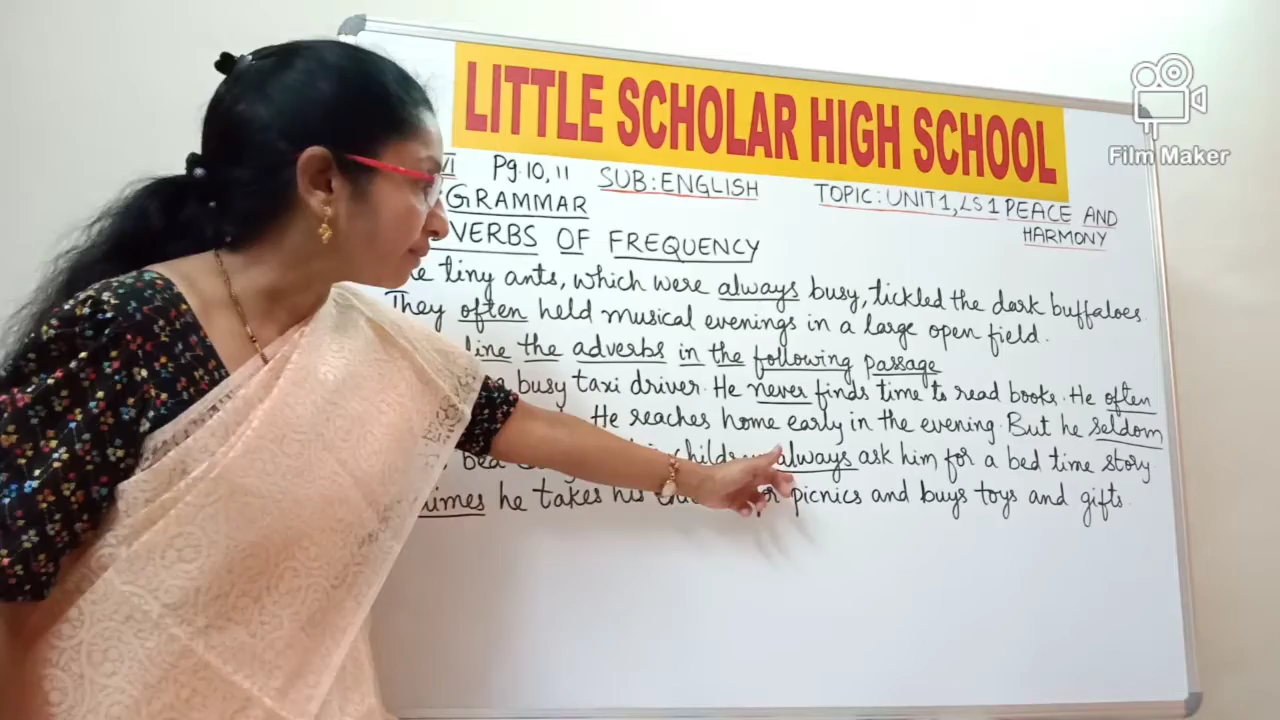 LITTLE SCHOLAR HIGH SCHOOL
Film Maker
VI Pg. 10, 11 SUB: ENGLISH TOPIC: UNIT 1, LS 1 PEACE AND
HARMONY
GRAMMAR
VERBS OF FREQUENCY
tiny ants, which were always busy, tickled the dark buffaloes
They often held musical evenings in a large open field.
line the adverbs in the following passage
busy taxi driver. He never finds time to read books. He often
He reaches home early in the evening. But he seldom
always ask him for a bed time story
times he takes his picnics and buys toys and gifts.